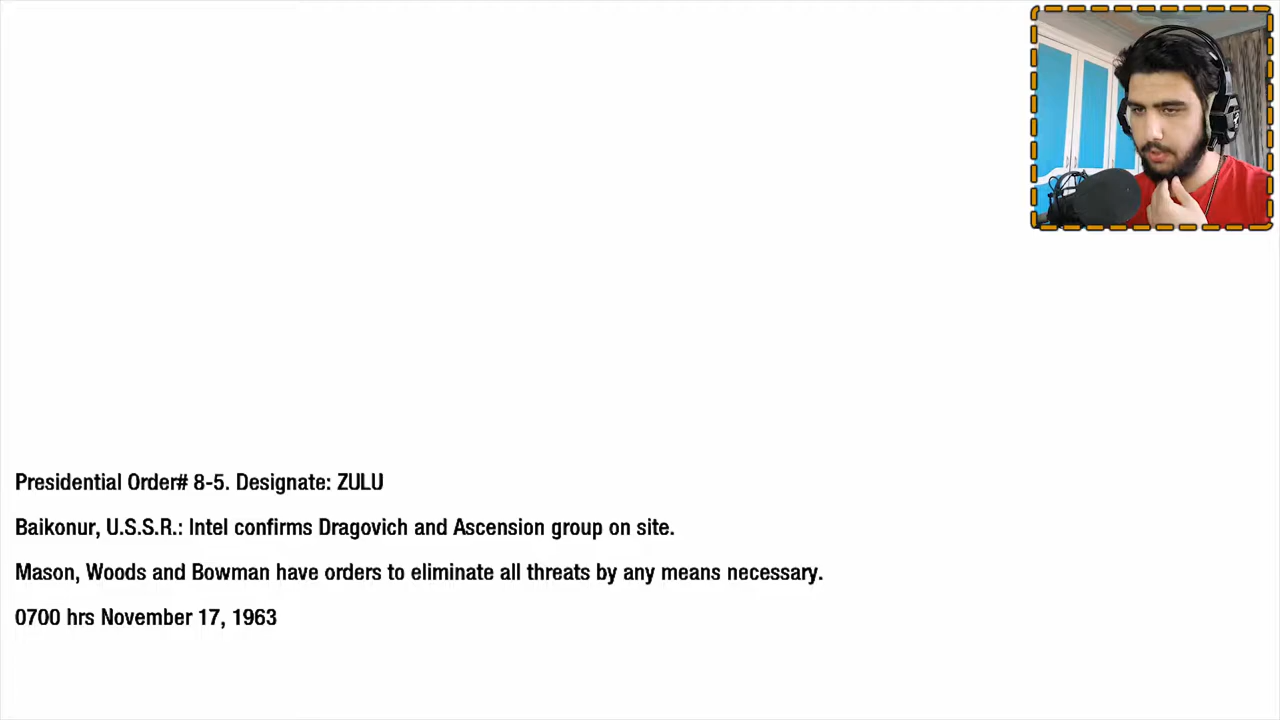 Presidential Order# 8-5. Designate: ZULU
Baikonur, U.S.S.R.: Intel confirms Dragovich and Ascension group on site.
Mason, Woods and Bowman have orders to eliminate all threats by any means necessary.
0700 hrs November 17, 1963